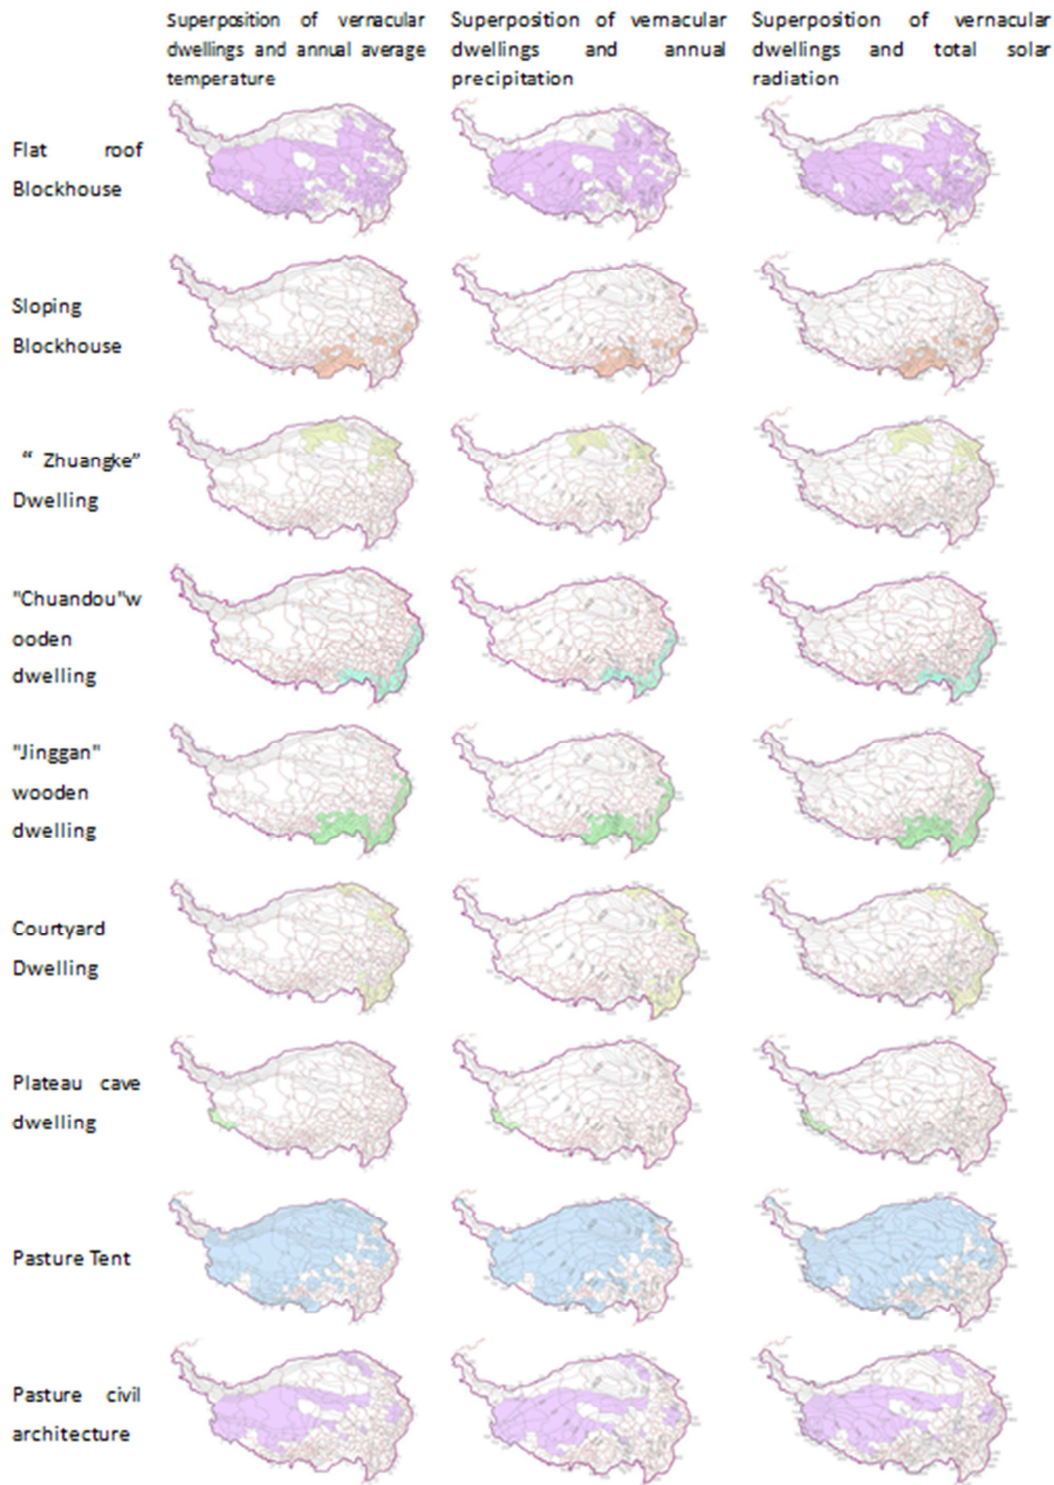 Superposition of vernacular
dwellings and annual average
temperature
Superposition of vernacular
dwellings and annual
precipitation
Superposition of vernacular
dwellings and total solar
radiation
Flat roof
Blockhouse
Sloping
Blockhouse
“ Zhuangke”
Dwelling
"Chuandou"w
ooden
dwelling
"Jinggan"
wooden
dwelling
Courtyard
Dwelling
Plateau cave
dwelling
Pasture Tent
Pasture civil
architecture